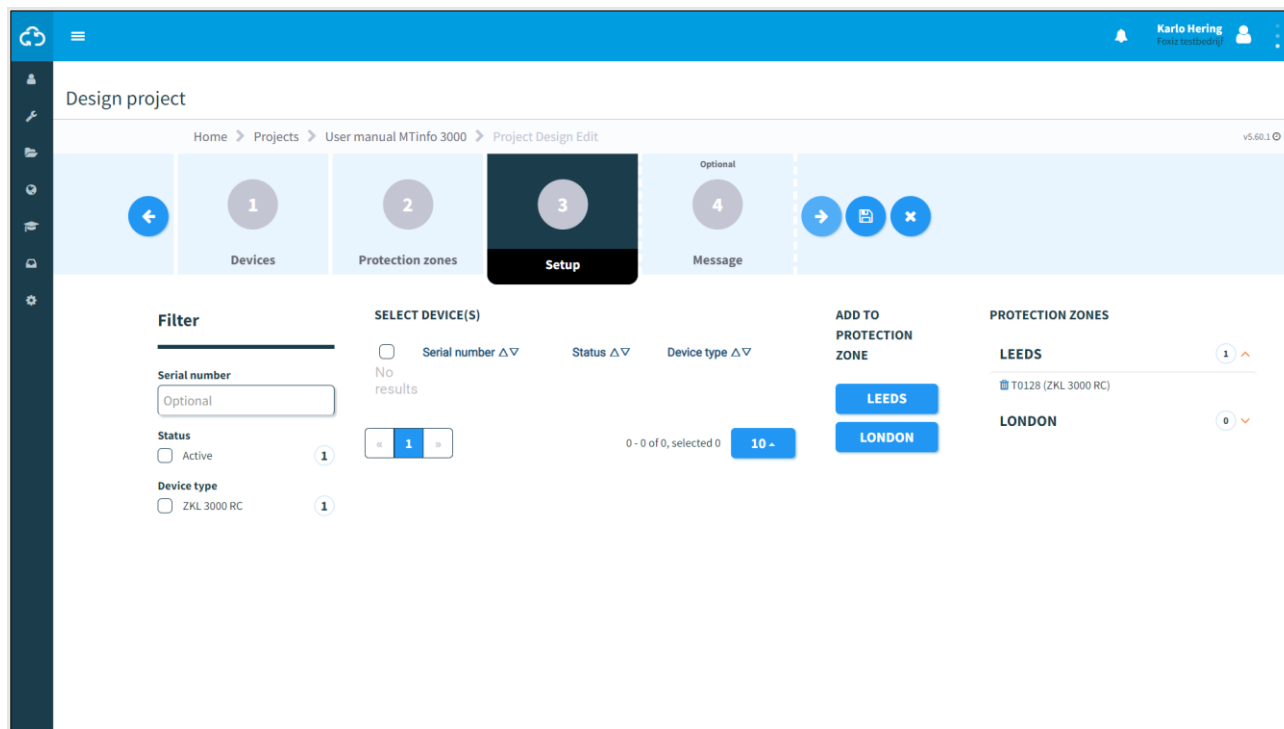 Karlo Hering
Foxiz testbedrijf
Design project
Home Projects User manual MTinfo 3000 Project Design Edit
v5.60.1
1
Devices
2
Protection zones
3
Setup
Optional
4
Message
Filter
Serial number
Optional
Status
Active 1
Device type
ZKL 3000 RC 1
SELECT DEVICE(S)
Serial number Status Device type
No
results
« 1 »
0 - 0 of 0, selected 0
10
ADD TO
PROTECTION
ZONE
LEEDS
LONDON
PROTECTION ZONES
LEEDS 1
T0128 (ZKL 3000 RC)
LONDON 0